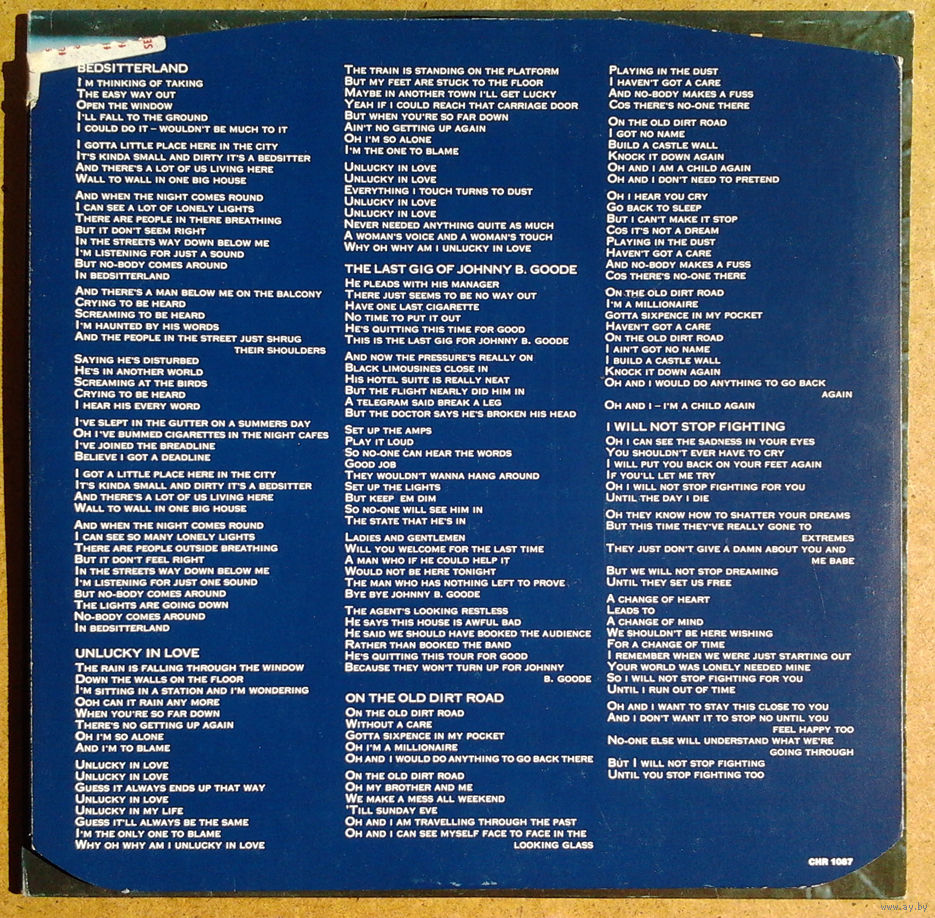 BEDSITTERLAND
I'M THINKING OF TAKING
THE EASY WAY OUT
OPEN THE WINDOW
I'LL FALL TO THE GROUND
I COULD DO IT – WOULDN'T BE MUCH TO IT
I GOTTA LITTLE PLACE HERE IN THE CITY
IT'S KINDA SMALL AND DIRTY IT'S A BEDSITTER
AND THERE'S A LOT OF US LIVING HERE
WALL TO WALL IN ONE BIG HOUSE
AND WHEN THE NIGHT COMES ROUND
I CAN SEE A LOT OF LONELY LIGHTS
THERE ARE PEOPLE IN THERE BREATHING
BUT IT DON'T SEEM RIGHT
IN THE STREETS WAY DOWN BELOW ME
I'M LISTENING FOR JUST A SOUND
BUT NO-BODY COMES AROUND
IN BEDSITTERLAND
AND THERE'S A MAN BELOW ME ON THE BALCONY
CRYING TO BE HEARD
SCREAMING TO BE HEARD
I'M HAUNTED BY HIS WORDS
AND THE PEOPLE IN THE STREET JUST SHRUG
THEIR SHOULDERS
SAYING HE'S DISTURBED
HE'S IN ANOTHER WORLD
SCREAMING AT THE BIRDS
CRYING TO BE HEARD
I HEAR HIS EVERY WORD
I'VE SLEPT IN THE GUTTER ON A SUMMERS DAY
OH I'VE BUMMED CIGARETTES IN THE NIGHT CAFES
I'VE JOINED THE BREADLINE
BELIEVE I GOT A DEADLINE
I GOT A LITTLE PLACE HERE IN THE CITY
IT'S KINDA SMALL AND DIRTY IT'S A BEDSITTER
AND THERE'S A LOT OF US LIVING HERE
WALL TO WALL IN ONE BIG HOUSE
AND WHEN THE NIGHT COMES ROUND
I CAN SEE SO MANY LONELY LIGHTS
THERE ARE PEOPLE OUTSIDE BREATHING
BUT IT DON'T FEEL RIGHT
IN THE STREETS WAY DOWN BELOW ME
I'M LISTENING FOR JUST ONE SOUND
BUT NO-BODY COMES AROUND
THE LIGHTS ARE GOING DOWN
NO-BODY COMES AROUND
IN BEDSITTERLAND
UNLUCKY IN LOVE
THE RAIN IS FALLING THROUGH THE WINDOW
DOWN THE WALLS ON THE FLOOR
I'M SITTING IN A STATION AND I'M WONDERING
OOH CAN IT RAIN ANY MORE
WHEN YOU'RE SO FAR DOWN
THERE'S NO GETTING UP AGAIN
OH I'M SO ALONE
AND I'M TO BLAME
UNLUCKY IN LOVE
UNLUCKY IN LOVE
GUESS IT ALWAYS ENDS UP THAT WAY
UNLUCKY IN LOVE
UNLUCKY IN MY LIFE
GUESS IT'LL ALWAYS BE THE SAME
I'M THE ONLY ONE TO BLAME
WHY OH WHY AM I UNLUCKY IN LOVE
THE TRAIN IS STANDING ON THE PLATFORM
BUT MY FEET ARE STUCK TO THE FLOOR
MAYBE IN ANOTHER TOWN I'LL GET LUCKY
YEAH IF I COULD REACH THAT CARRIAGE DOOR
BUT WHEN YOU'RE SO FAR DOWN
AIN'T NO GETTING UP AGAIN
OH I'M SO ALONE
I'M THE ONE TO BLAME
UNLUCKY IN LOVE
UNLUCKY IN LOVE
EVERYTHING I TOUCH TURNS TO DUST
UNLUCKY IN LOVE
UNLUCKY IN LOVE
NEVER NEEDED ANYTHING QUITE AS MUCH
A WOMAN'S VOICE AND A WOMAN'S TOUCH
WHY OH WHY AM I UNLUCKY IN LOVE
THE LAST GIG OF JOHNNY B. GOODE
HE PLEADS WITH HIS MANAGER
THERE JUST SEEMS TO BE NO WAY OUT
HAVE ONE LAST CIGARETTE
NO TIME TO PUT IT OUT
HE'S QUITTING THIS TIME FOR GOOD
THIS IS THE LAST GIG FOR JOHNNY B. GOODE
AND NOW THE PRESSURE'S REALLY ON
BLACK LIMOUSINES CLOSE IN
HIS HOTEL SUITE IS REALLY NEAT
BUT THE FLIGHT NEARLY DID HIM IN
A TELEGRAM SAID BREAK A LEG
BUT THE DOCTOR SAYS HE'S BROKEN HIS HEAD
SET UP THE AMPS
PLAY IT LOUD
SO NO-ONE CAN HEAR THE WORDS
GOOD JOB
THEY WOULDN'T WANNA HANG AROUND
SET UP THE LIGHTS
BUT KEEP EM DIM
SO NO-ONE WILL SEE HIM IN
THE STATE THAT HE'S IN
LADIES AND GENTLEMEN
WILL YOU WELCOME FOR THE LAST TIME
A MAN WHO IF HE COULD HELP IT
WOULD NOT BE HERE TONIGHT
THE MAN WHO HAS NOTHING LEFT TO PROVE
BYE BYE JOHNNY B. GOODE
THE AGENT'S LOOKING RESTLESS
HE SAYS THIS HOUSE IS AWFUL BAD
HE SAID WE SHOULD HAVE BOOKED THE AUDIENCE
RATHER THAN BOOKED THE BAND
HE'S QUITTING THIS TOUR FOR GOOD
BECAUSE THEY WON'T TURN UP FOR JOHNNY
B. GOODE
ON THE OLD DIRT ROAD
ON THE OLD DIRT ROAD
WITHOUT A CARE
GOTTA SIXPENCE IN MY POCKET
OH I'M A MILLIONAIRE
OH AND I WOULD DO ANYTHING TO GO BACK THERE
ON THE OLD DIRT ROAD
OH MY BROTHER AND ME
WE MAKE A MESS ALL WEEKEND
'TILL SUNDAY EVE
OH AND I AM TRAVELLING THROUGH THE PAST
OH AND I CAN SEE MYSELF FACE TO FACE IN THE
LOOKING GLASS
PLAYING IN THE DUST
I HAVEN'T GOT A CARE
AND NO-BODY MAKES A FUSS
COS THERE'S NO-ONE THERE
ON THE OLD DIRT ROAD
I GOT NO NAME
BUILD A CASTLE WALL
KNOCK IT DOWN AGAIN
OH AND I AM A CHILD AGAIN
OH AND I DON'T NEED TO PRETEND
OH I HEAR YOU CRY
GO BACK TO SLEEP
BUT I CAN'T MAKE IT STOP
COS IT'S NOT A DREAM
PLAYING IN THE DUST
HAVEN'T GOT A CARE
AND NO-BODY MAKES A FUSS
COS THERE'S NO-ONE THERE
ON THE OLD DIRT ROAD
I'M A MILLIONAIRE
GOTTA SIXPENCE IN MY POCKET
HAVEN'T GOT A CARE
ON THE OLD DIRT ROAD
I AIN'T GOT NO NAME
I BUILD A CASTLE WALL
KNOCK IT DOWN AGAIN
OH AND I WOULD DO ANYTHING TO GO BACK
AGAIN
OH AND I – I'M A CHILD AGAIN
I WILL NOT STOP FIGHTING
OH I CAN SEE THE SADNESS IN YOUR EYES
YOU SHOULDN'T EVER HAVE TO CRY
I WILL PUT YOU BACK ON YOUR FEET AGAIN
IF YOU'LL LET ME TRY
OH I WILL NOT STOP FIGHTING FOR YOU
UNTIL THE DAY I DIE
OH THEY KNOW HOW TO SHATTER YOUR DREAMS
BUT THIS TIME THEY'VE REALLY GONE TO
EXTREMES
THEY JUST DON'T GIVE A DAMN ABOUT YOU AND
ME BABE
BUT WE WILL NOT STOP DREAMING
UNTIL THEY SET US FREE
A CHANGE OF HEART
LEADS TO
A CHANGE OF MIND
WE SHOULDN'T BE HERE WISHING
FOR A CHANGE OF TIME
I REMEMBER WHEN WE WERE JUST STARTING OUT
YOUR WORLD WAS LONELY NEEDED MINE
SO I WILL NOT STOP FIGHTING FOR YOU
UNTIL I RUN OUT OF TIME
OH AND I WANT TO STAY THIS CLOSE TO YOU
AND I DON'T WANT IT TO STOP NO UNTIL YOU
FEEL HAPPY TOO
NO-ONE ELSE WILL UNDERSTAND WHAT WE'RE
GOING THROUGH
BUT I WILL NOT STOP FIGHTING
UNTIL YOU STOP FIGHTING TOO
CHR 1087
www.ay.by